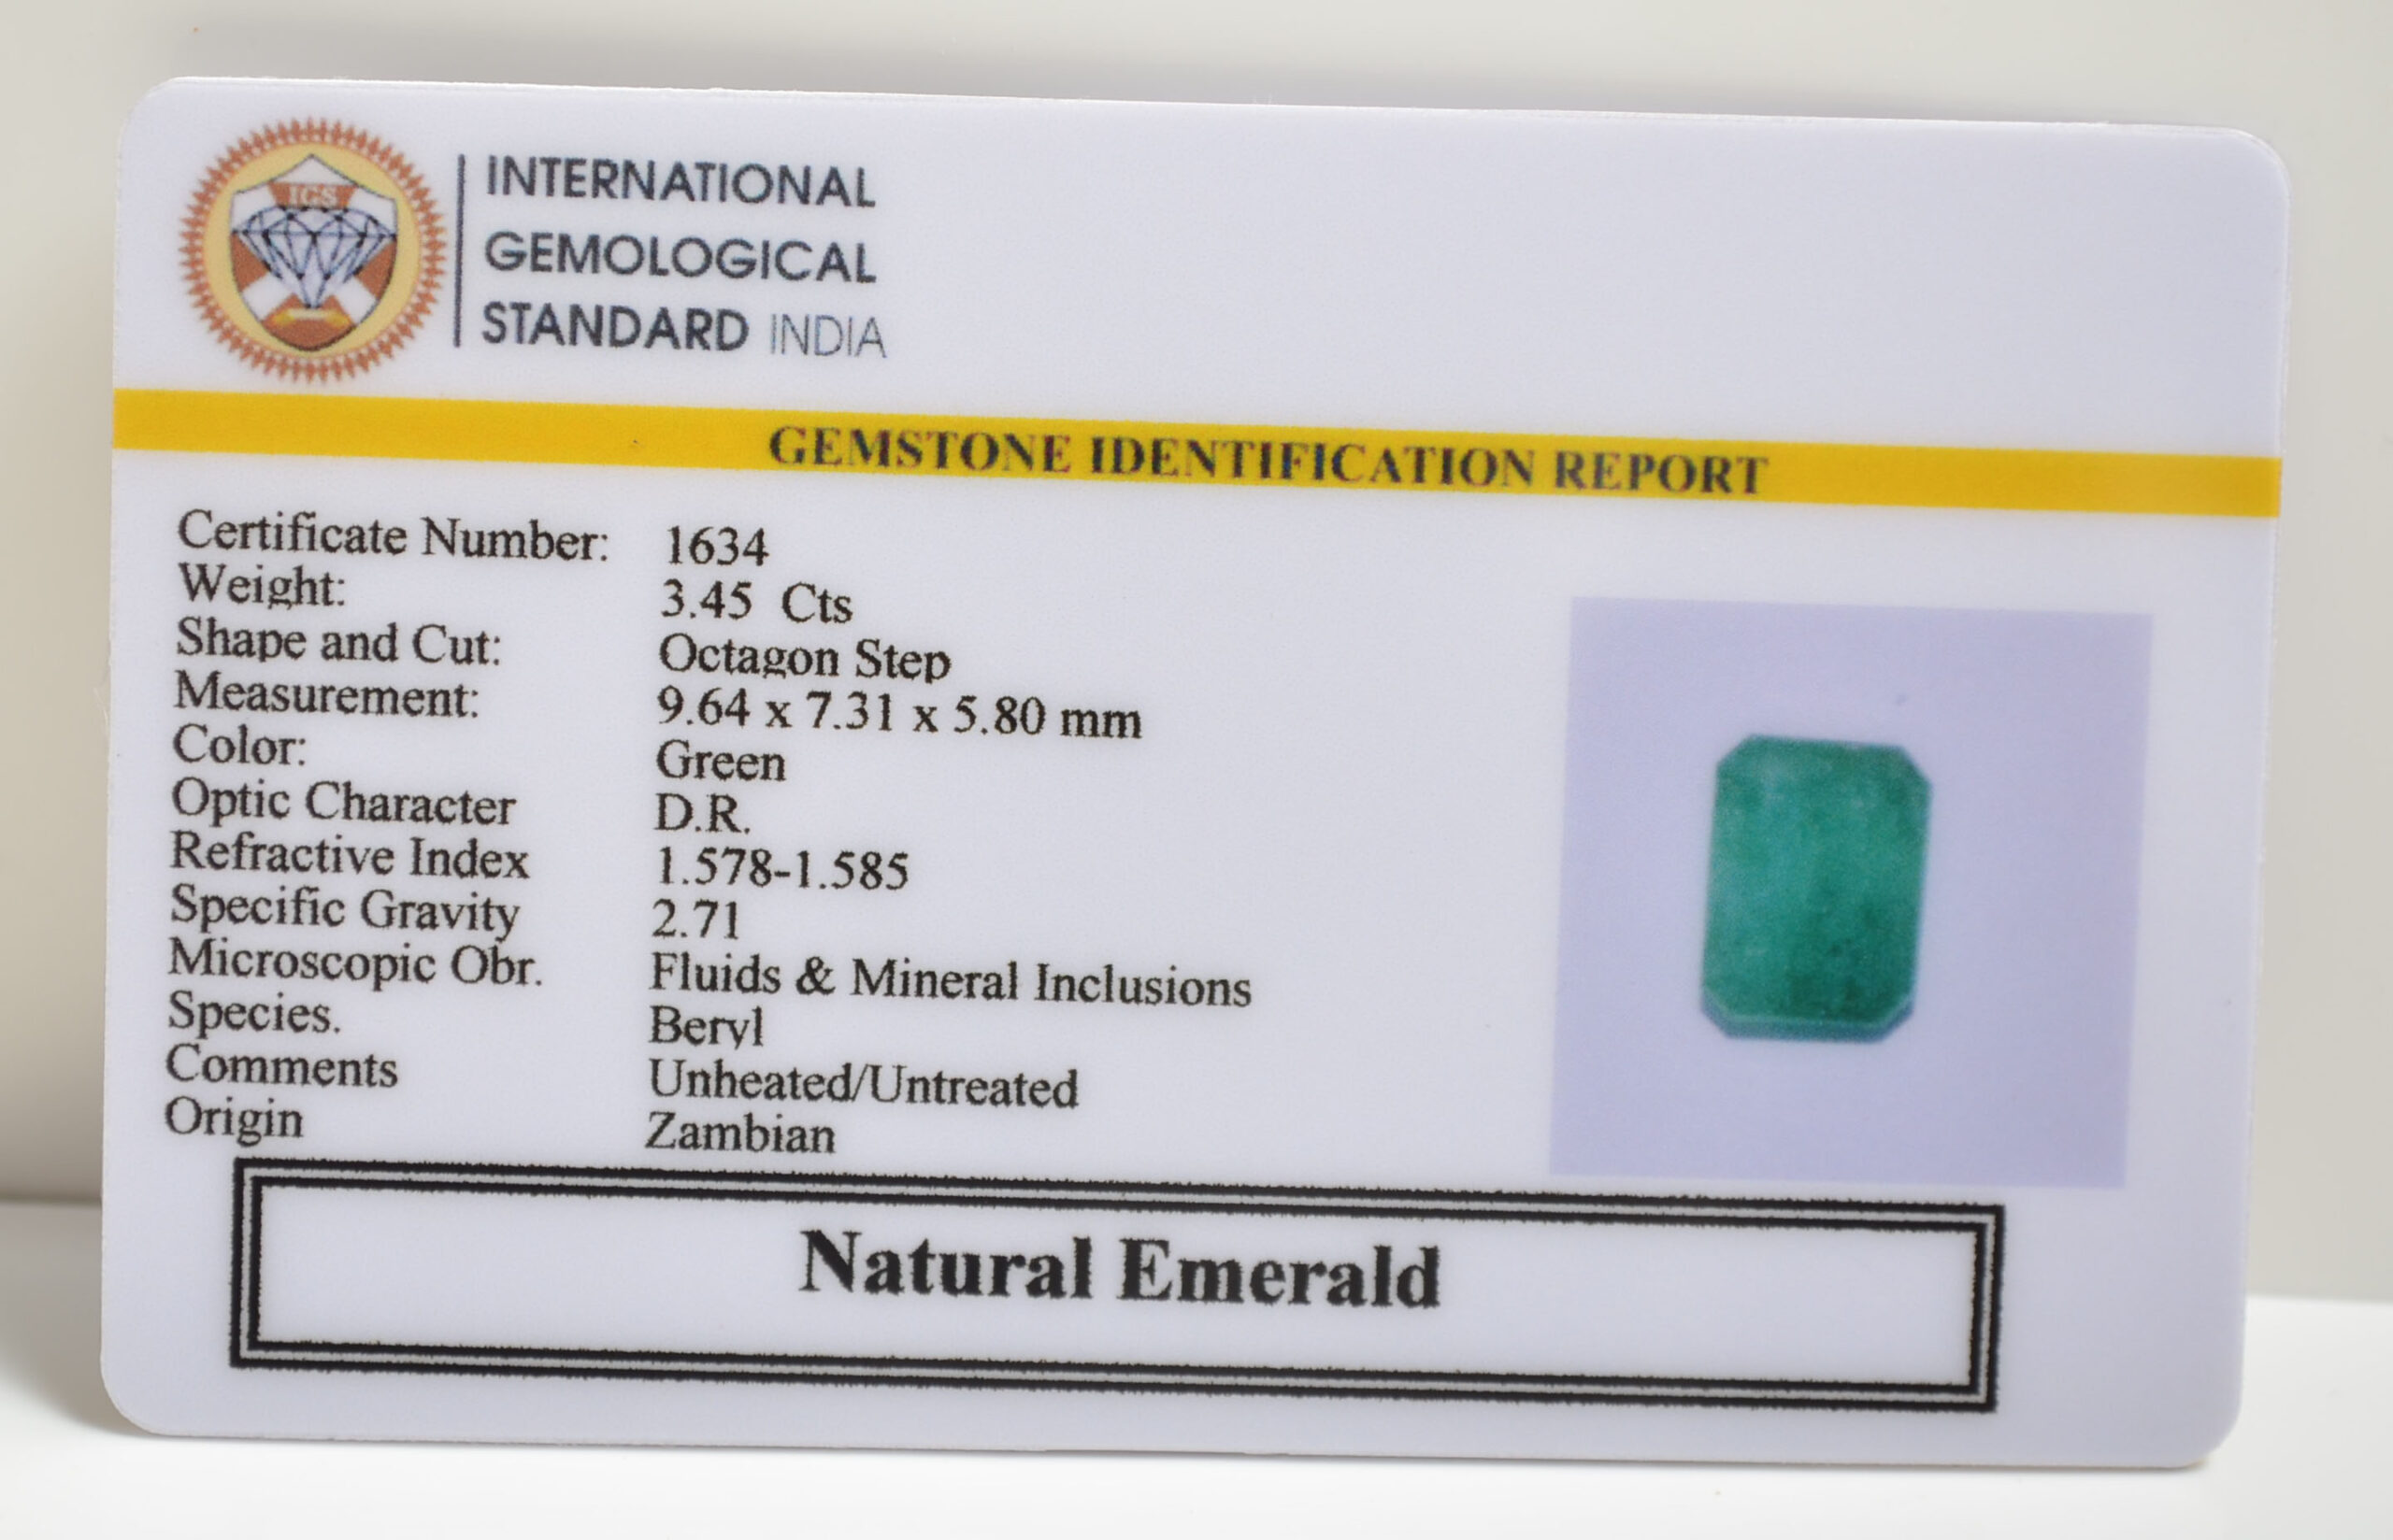 IGS
INTERNATIONAL
GEMOLOGICAL
STANDARD INDIA
GEMSTONE IDENTIFICATION REPORT
Certificate Number: 1634
Weight: 3.45 Cts
Shape and Cut: Octagon Step
Measurement: 9.64 x 7.31 x 5.80 mm
Color: Green
Optic Character D.R.
Refractive Index 1.578-1.585
Specific Gravity 2.71
Microscopic Obr. Fluids & Mineral Inclusions
Species. Beryl
Comments Unheated/Untreated
Origin Zambian
Natural Emerald